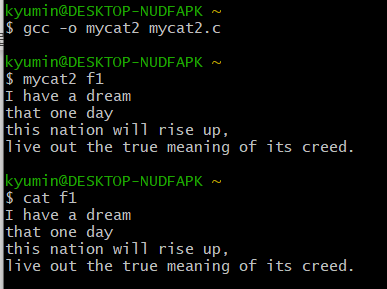 kyumin@DESKTOP-NUDFAPK ~
$ gcc -o mycat2 mycat2.c
kyumin@DESKTOP-NUDFAPK ~
$ mycat2 f1
I have a dream
that one day
this nation will rise up,
live out the true meaning of its creed.
kyumin@DESKTOP-NUDFAPK ~
$ cat f1
I have a dream
that one day
this nation will rise up,
live out the true meaning of its creed.